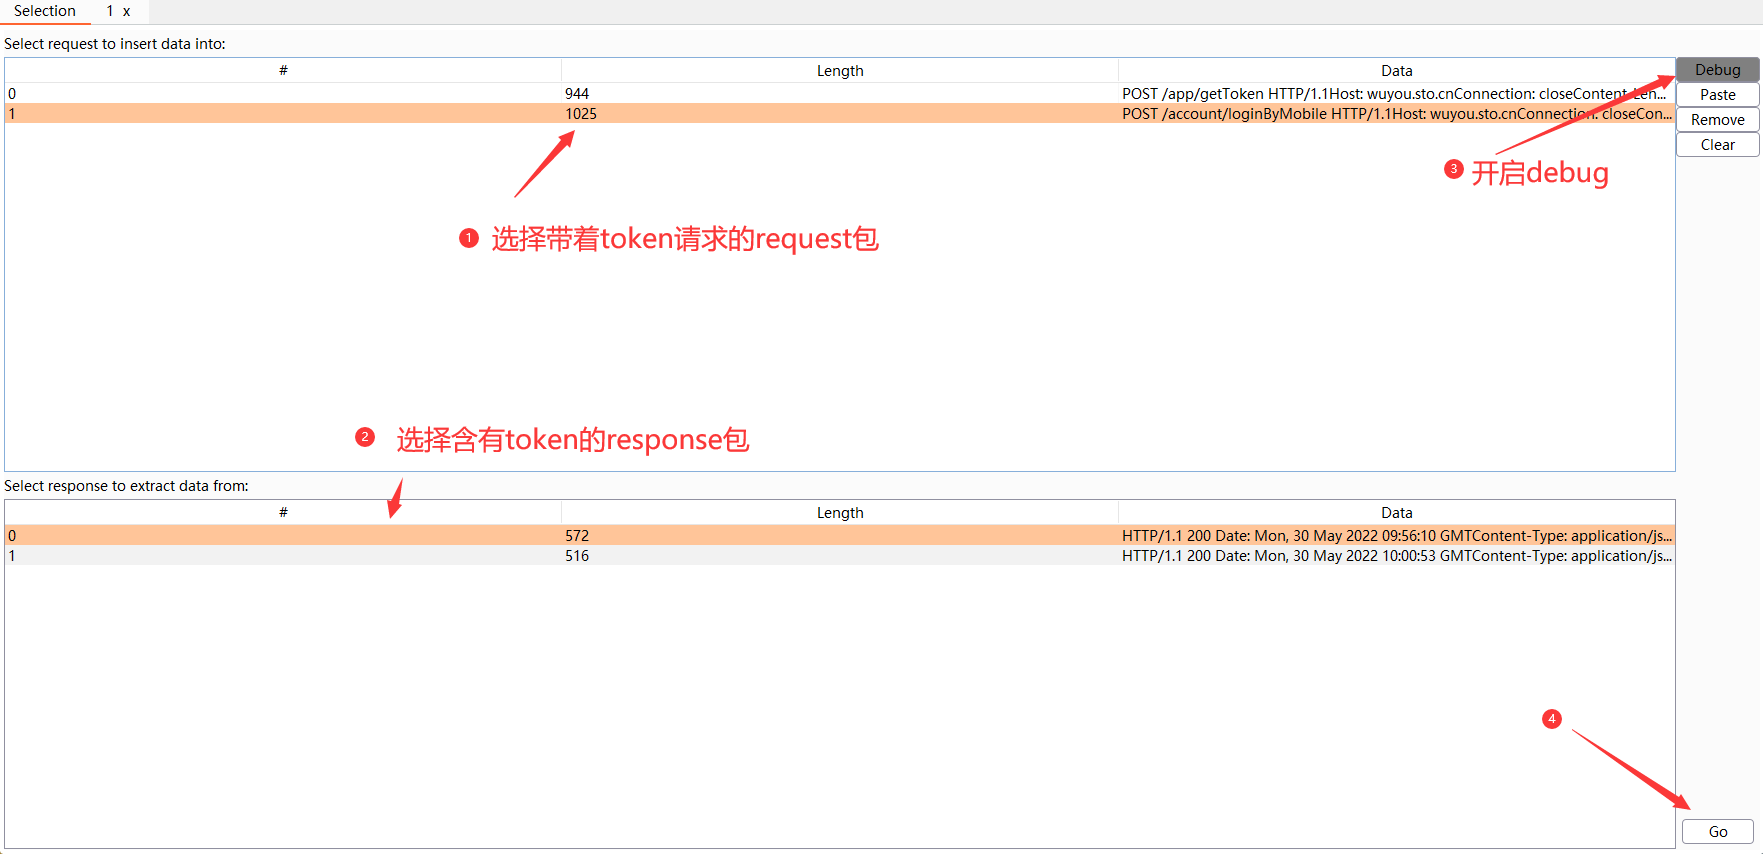 Selection 1 x
Select request to insert data into:
# Length Data
0 944 POST /app/getToken HTTP/1.1Host: wuyou.sto.cnConnection: closeContent-Len...
1 1025 POST /account/loginByMobile HTTP/1.1Host: wuyou.sto.cnConnection: closeCon...
Debug
Paste
Remove
Clear
3 开启debug
1 选择带着token请求的request包
2 选择含有token的response包
Select response to extract data from:
# Length Data
0 572 HTTP/1.1 200 Date: Mon, 30 May 2022 09:56:10 GMTContent-Type: application/js...
1 516 HTTP/1.1 200 Date: Mon, 30 May 2022 10:00:53 GMTContent-Type: application/js...
4
Go